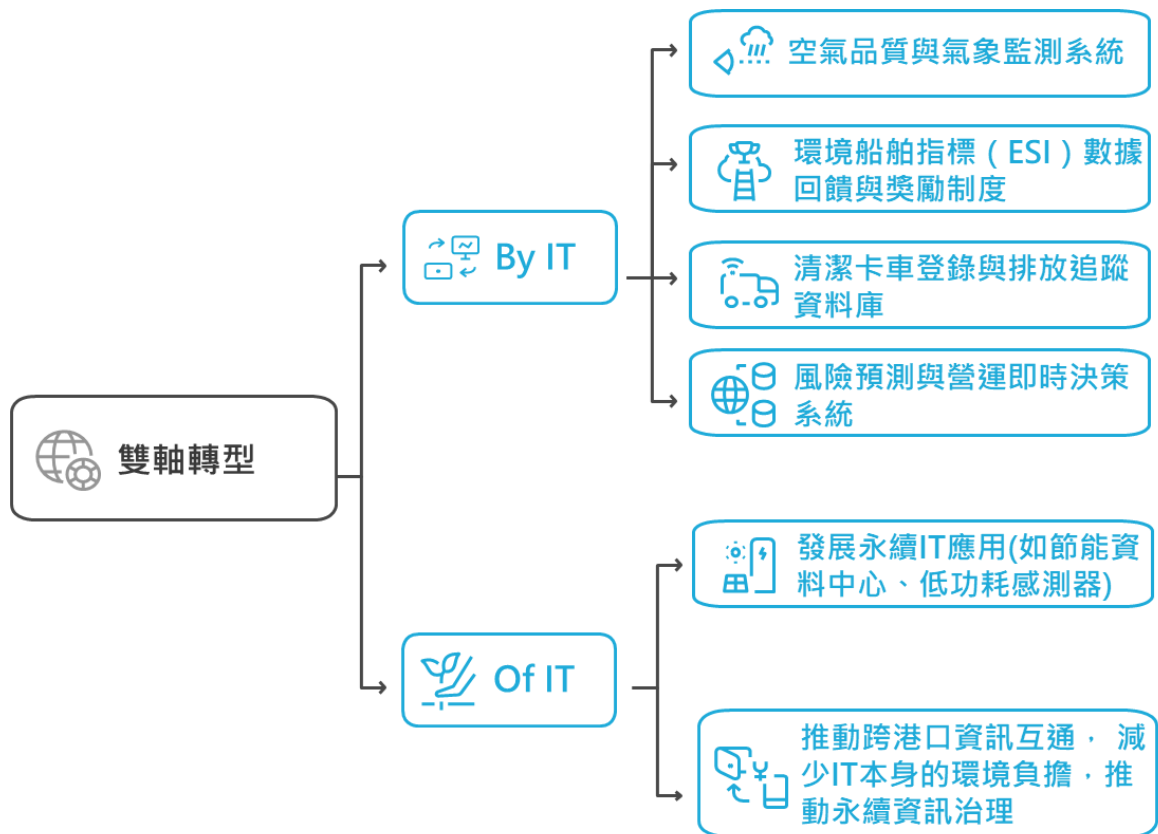 空氣品質與氣象監測系統
環境船舶指標（ESI）數據
回饋與獎勵制度
By IT
清潔卡車登錄與排放追蹤
資料庫
風險預測與營運即時決策
系統
雙軸轉型
發展永續IT應用(如節能資
料中心、低功耗感測器)
Of IT
推動跨港口資訊互通， 減
少IT本身的環境負擔，推
動永續資訊治理